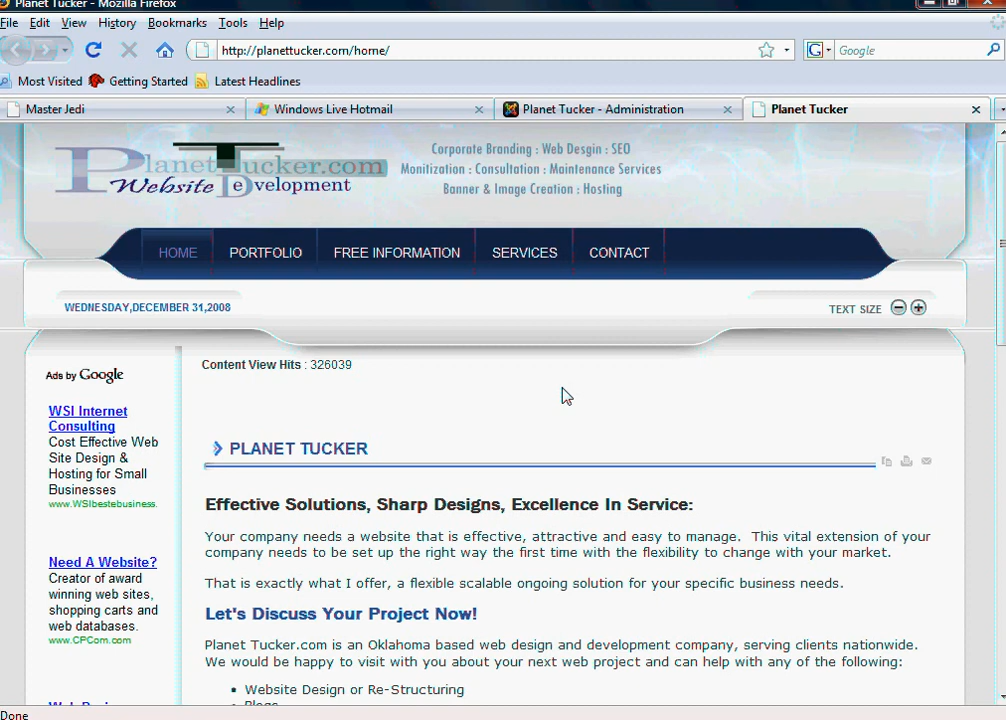 Planet Tucker - Mozilla Firefox
File Edit View History Bookmarks Tools Help
http://planettucker.com/home/
G Google
Most Visited Getting Started Latest Headlines
Master Jedi Windows Live Hotmail Planet Tucker - Administration Planet Tucker
PlanetTucker.com
Website Development
Corporate Branding : Web Desgin : SEO
Monitization : Consultation : Maintenance Services
Banner & Image Creation : Hosting
HOME PORTFOLIO FREE INFORMATION SERVICES CONTACT
WEDNESDAY,DECEMBER 31,2008
TEXT SIZE
Content View Hits : 326039
Ads by Google
WSI Internet
Consulting
Cost Effective Web
Site Design &
Hosting for Small
Businesses
www.WSIbestebusiness.
Need A Website?
Creator of award
winning web sites,
shopping carts and
web databases.
www.CPCom.com
PLANET TUCKER
Effective Solutions, Sharp Designs, Excellence In Service:
Your company needs a website that is effective, attractive and easy to manage. This vital extension of your
company needs to be set up the right way the first time with the flexibility to change with your market.
That is exactly what I offer, a flexible scalable ongoing solution for your specific business needs.
Let's Discuss Your Project Now!
Planet Tucker.com is an Oklahoma based web design and development company, serving clients nationwide.
We would be happy to visit with you about your next web project and can help with any of the following:
• Website Design or Re-Structuring
• Blogs
Done